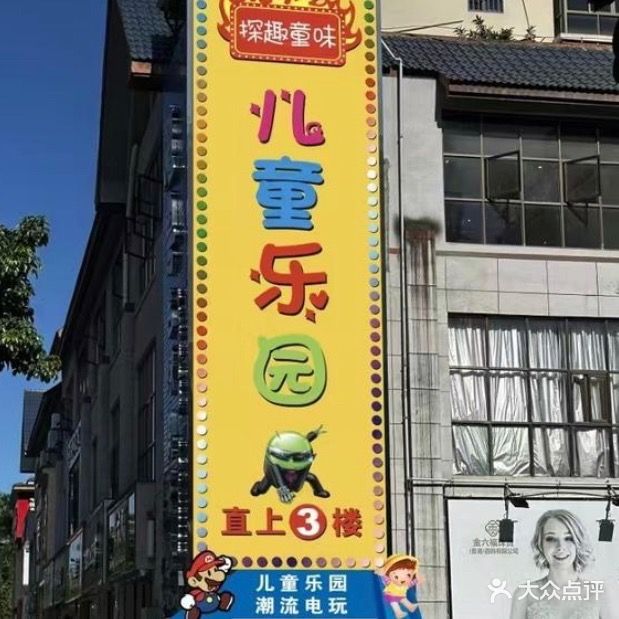 探趣童味
儿童乐园
直上3楼
儿童乐园
潮流电玩
大众点评